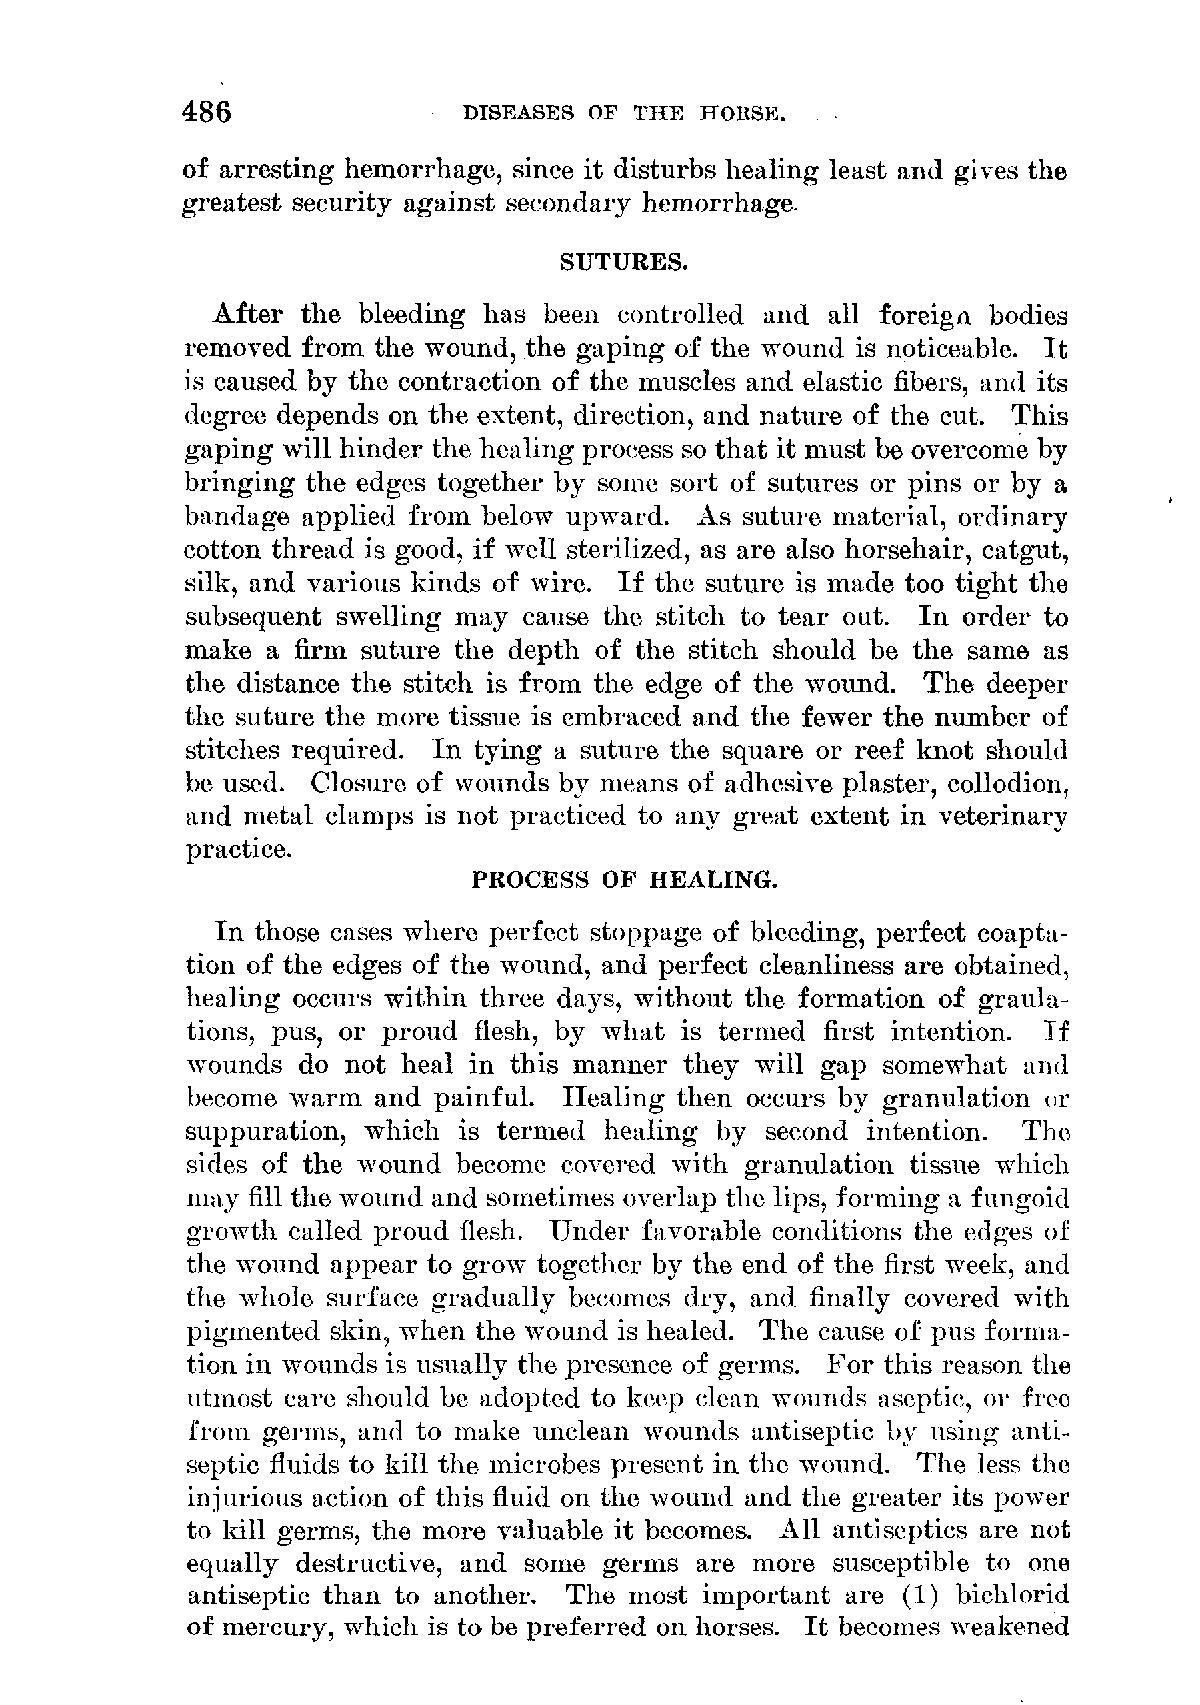 486 DISEASES OF THE HORSE.
of arresting hemorrhage, since it disturbs healing least and gives the
greatest security against secondary hemorrhage.
SUTURES.
After the bleeding has been controlled and all foreign bodies
removed from the wound, the gaping of the wound is noticeable. It
is caused by the contraction of the muscles and elastic fibers, and its
degree depends on the extent, direction, and nature of the cut. This
gaping will hinder the healing process so that it must be overcome by
bringing the edges together by some sort of sutures or pins or by a
bandage applied from below upward. As suture material, ordinary
cotton thread is good, if well sterilized, as are also horsehair, catgut,
silk, and various kinds of wire. If the suture is made too tight the
subsequent swelling may cause the stitch to tear out. In order to
make a firm suture the depth of the stitch should be the same as
the distance the stitch is from the edge of the wound. The deeper
the suture the more tissue is embraced and the fewer the number of
stitches required. In tying a suture the square or reef knot should
be used. Closure of wounds by means of adhesive plaster, collodion,
and metal clamps is not practiced to any great extent in veterinary
practice.
PROCESS OF HEALING.
In those cases where perfect stoppage of bleeding, perfect coapta-
tion of the edges of the wound, and perfect cleanliness are obtained,
healing occurs within three days, without the formation of graula-
tions, pus, or proud flesh, by what is termed first intention. If
wounds do not heal in this manner they will gap somewhat and
become warm and painful. Healing then occurs by granulation or
suppuration, which is termed healing by second intention. The
sides of the wound become covered with granulation tissue which
may fill the wound and sometimes overlap the lips, forming a fungoid
growth called proud flesh. Under favorable conditions the edges of
the wound appear to grow together by the end of the first week, and
the whole surface gradually becomes dry, and finally covered with
pigmented skin, when the wound is healed. The cause of pus forma-
tion in wounds is usually the presence of germs. For this reason the
utmost care should be adopted to keep clean wounds aseptic, or free
from germs, and to make unclean wounds antiseptic by using anti-
septic fluids to kill the microbes present in the wound. The less the
injurious action of this fluid on the wound and the greater its power
to kill germs, the more valuable it becomes. All antiseptics are not
equally destructive, and some germs are more susceptible to one
antiseptic than to another. The most important are (1) bichlorid
of mercury, which is to be preferred on horses. It becomes weakened